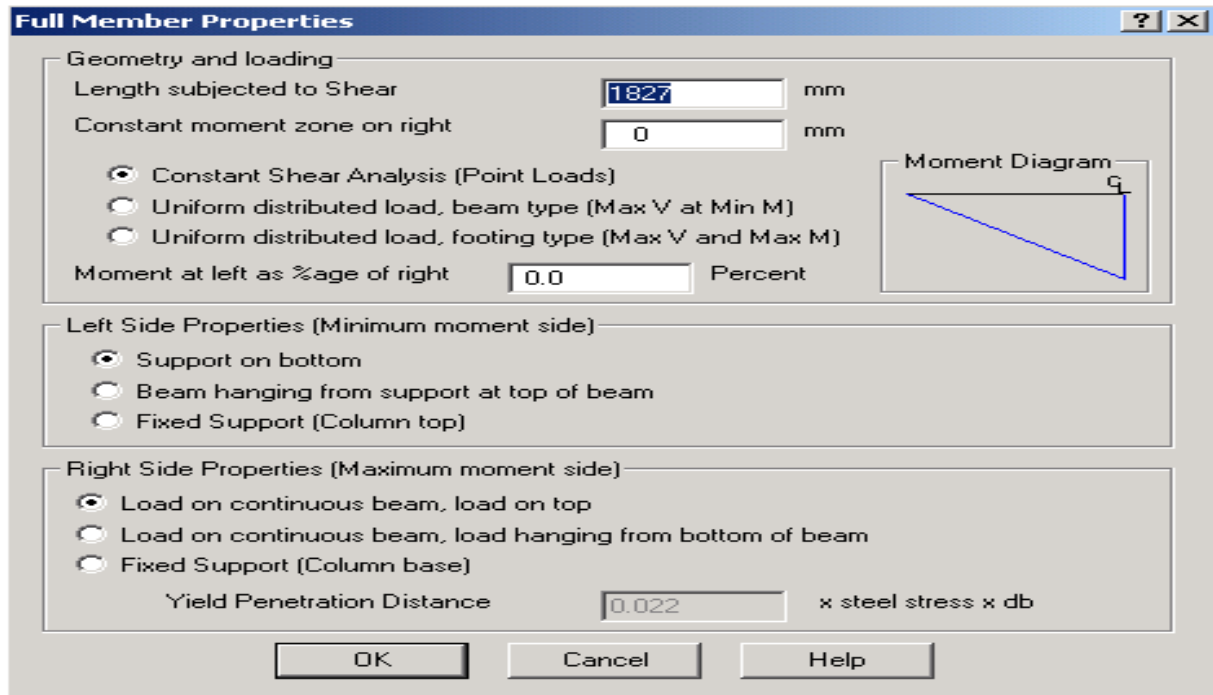 Full Member Properties
Geometry and loading
Length subjected to Shear 1827 mm
Constant moment zone on right 0 mm
Constant Shear Analysis (Point Loads)
Uniform distributed load, beam type (Max V at Min M)
Uniform distributed load, footing type (Max V and Max M)
Moment at left as %age of right 0.0 Percent
Moment Diagram
CL
Left Side Properties (Minimum moment side)
Support on bottom
Beam hanging from support at top of beam
Fixed Support (Column top)
Right Side Properties (Maximum moment side)
Load on continuous beam, load on top
Load on continuous beam, load hanging from bottom of beam
Fixed Support (Column base)
Yield Penetration Distance 0.022 x steel stress x db
OK Cancel Help